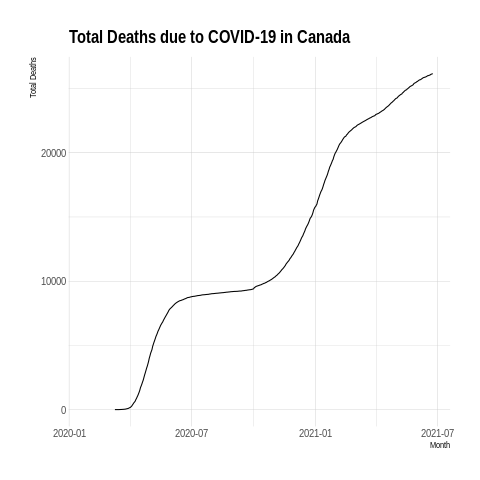 Total Deaths due to COVID-19 in Canada
Total Deaths
20000
10000
0
2020-01
2020-07
2021-01
2021-07
Month